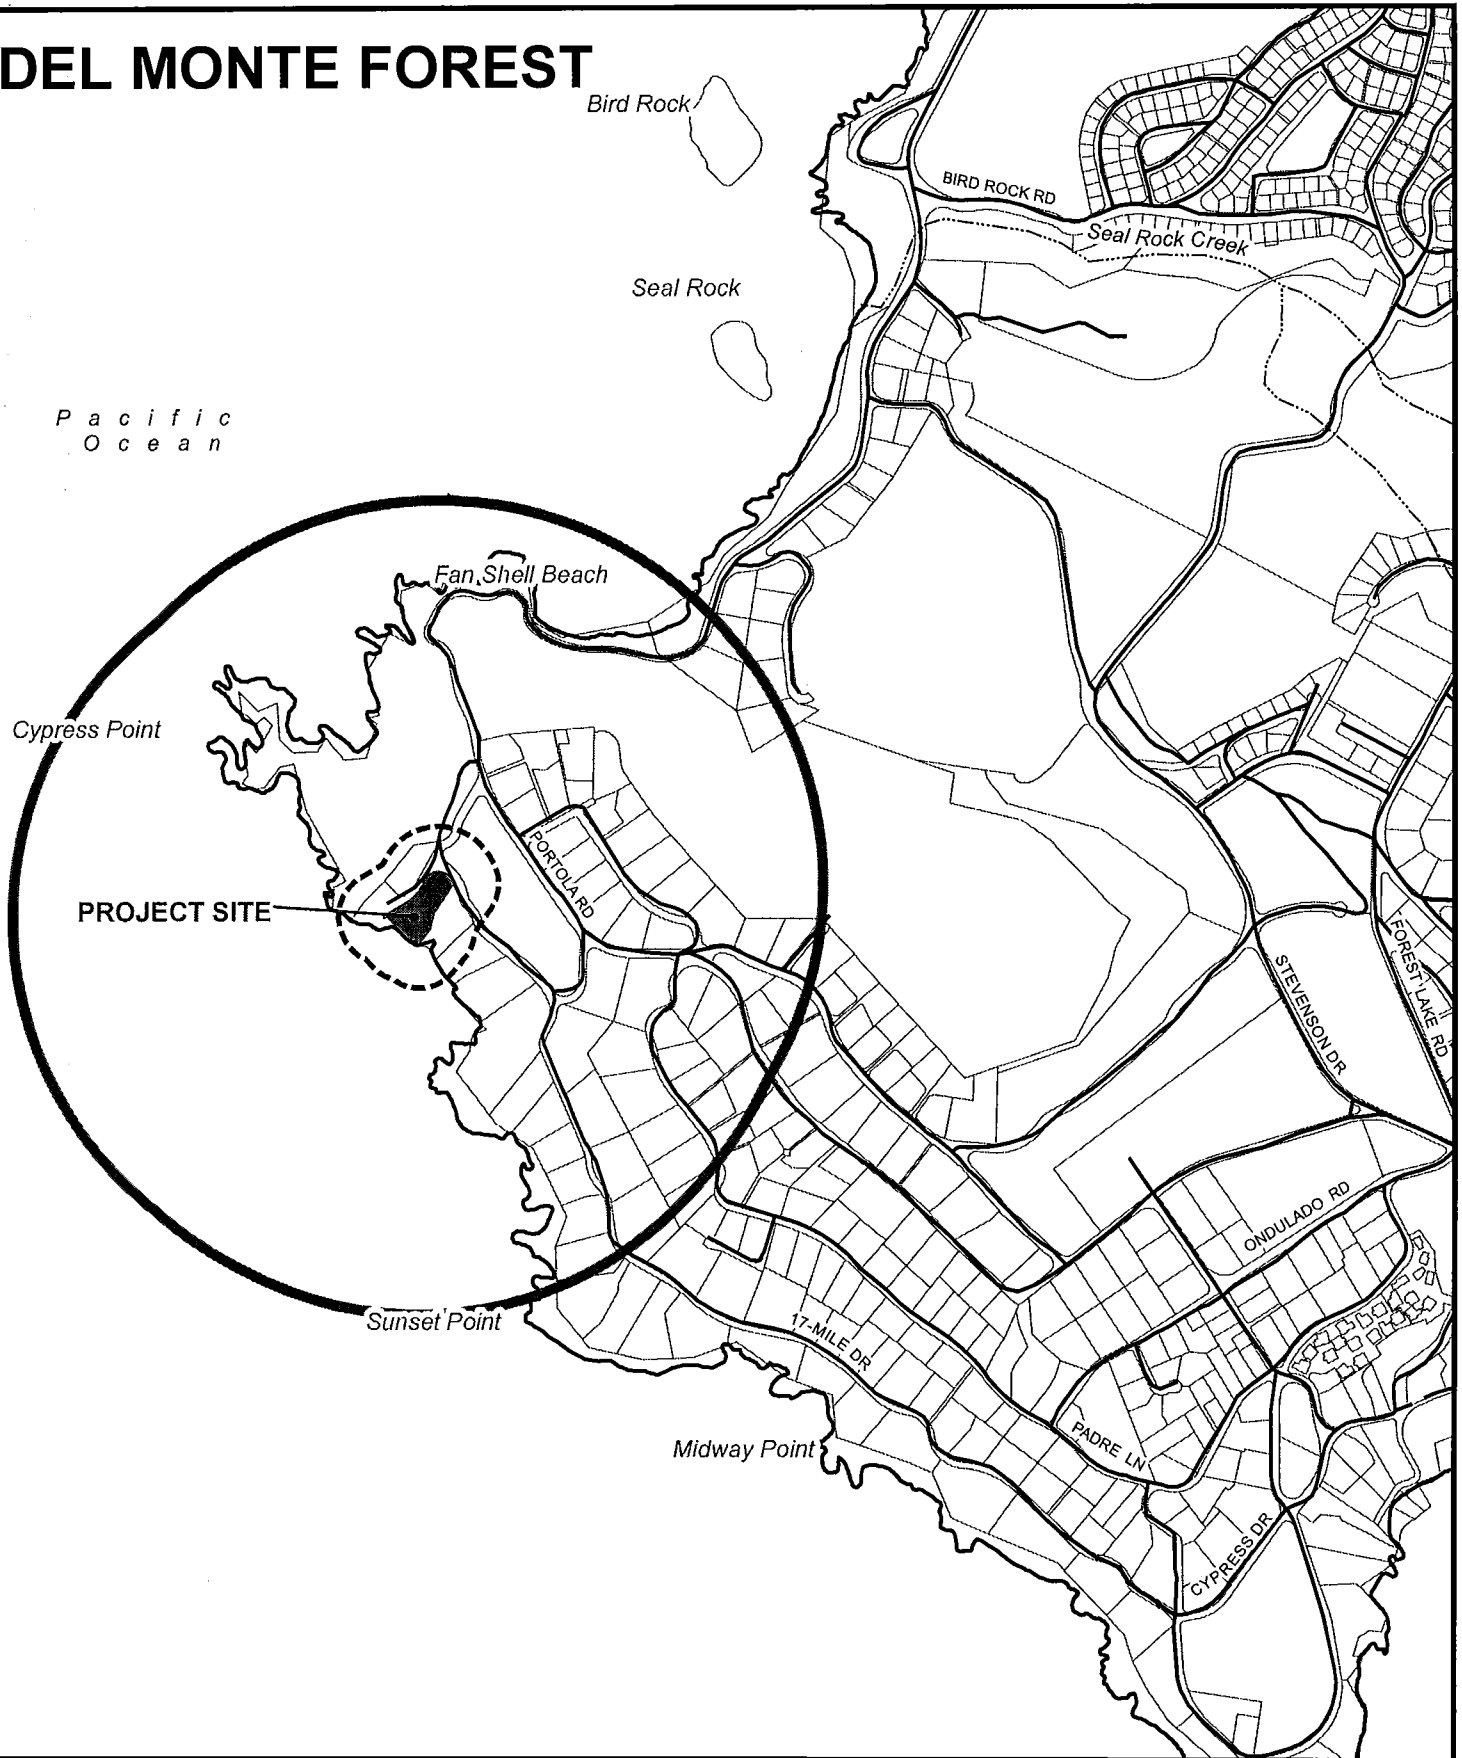 DEL MONTE FOREST
Bird Rock
BIRD ROCK RD
Seal Rock Creek
Seal Rock
Pacific
Ocean
Fan Shell Beach
Cypress Point
PORTOLA RD
PROJECT SITE
FOREST LAKE RD
STEVENSON DR
ONDULADO RD
Sunset Point
17-MILE DR
PADRE LN
Midway Point
CYPRESS DR